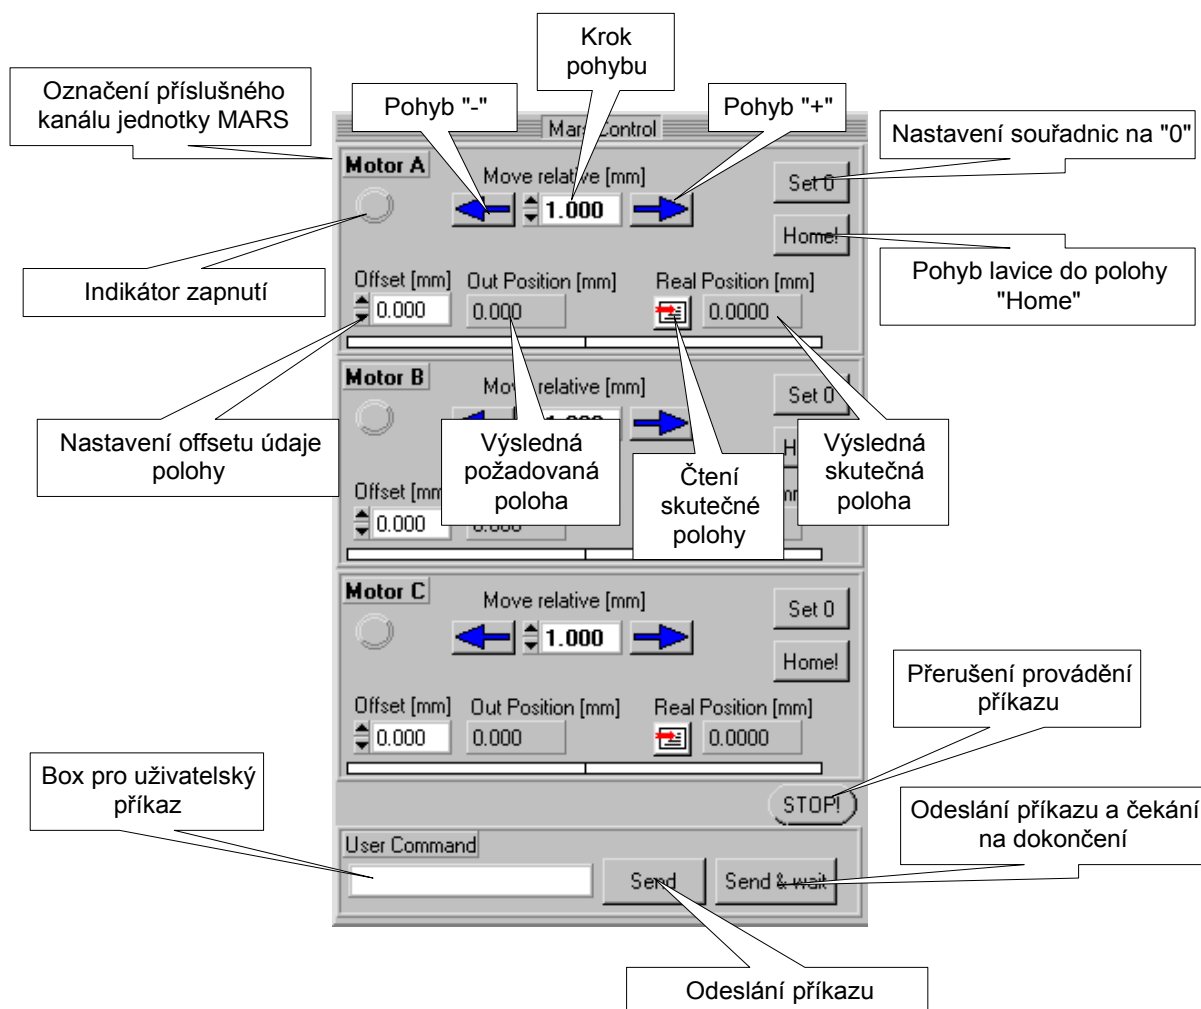 Krok
pohybu
Označení příslušného
kanálu jednotky MARS
Pohyb "-"
Pohyb "+"
Nastavení souřadnic na "0"
Mars Control
Motor A
Move relative [mm]
Set 0
1.000
Home!
Indikátor zapnutí
Pohyb lavice do polohy
"Home"
Offset [mm]
Out Position [mm]
Real Position [mm]
0.000
0.000
0.0000
Motor B
Move relative [mm]
Set 0
Nastavení offsetu údaje
polohy
Výsledná
požadovaná
poloha
Čtení
skutečné
polohy
Výsledná
skutečná
poloha
Offset [mm
0.000
Motor C
Move relative [mm]
Set 0
1.000
Home!
Přerušení provádění
příkazu
Offset [mm]
Out Position [mm]
Real Position [mm]
0.000
0.000
0.0000
Box pro uživatelský
příkaz
STOP!
Odeslání příkazu a čekání
na dokončení
User Command
Send
Send & wait
Odeslání příkazu